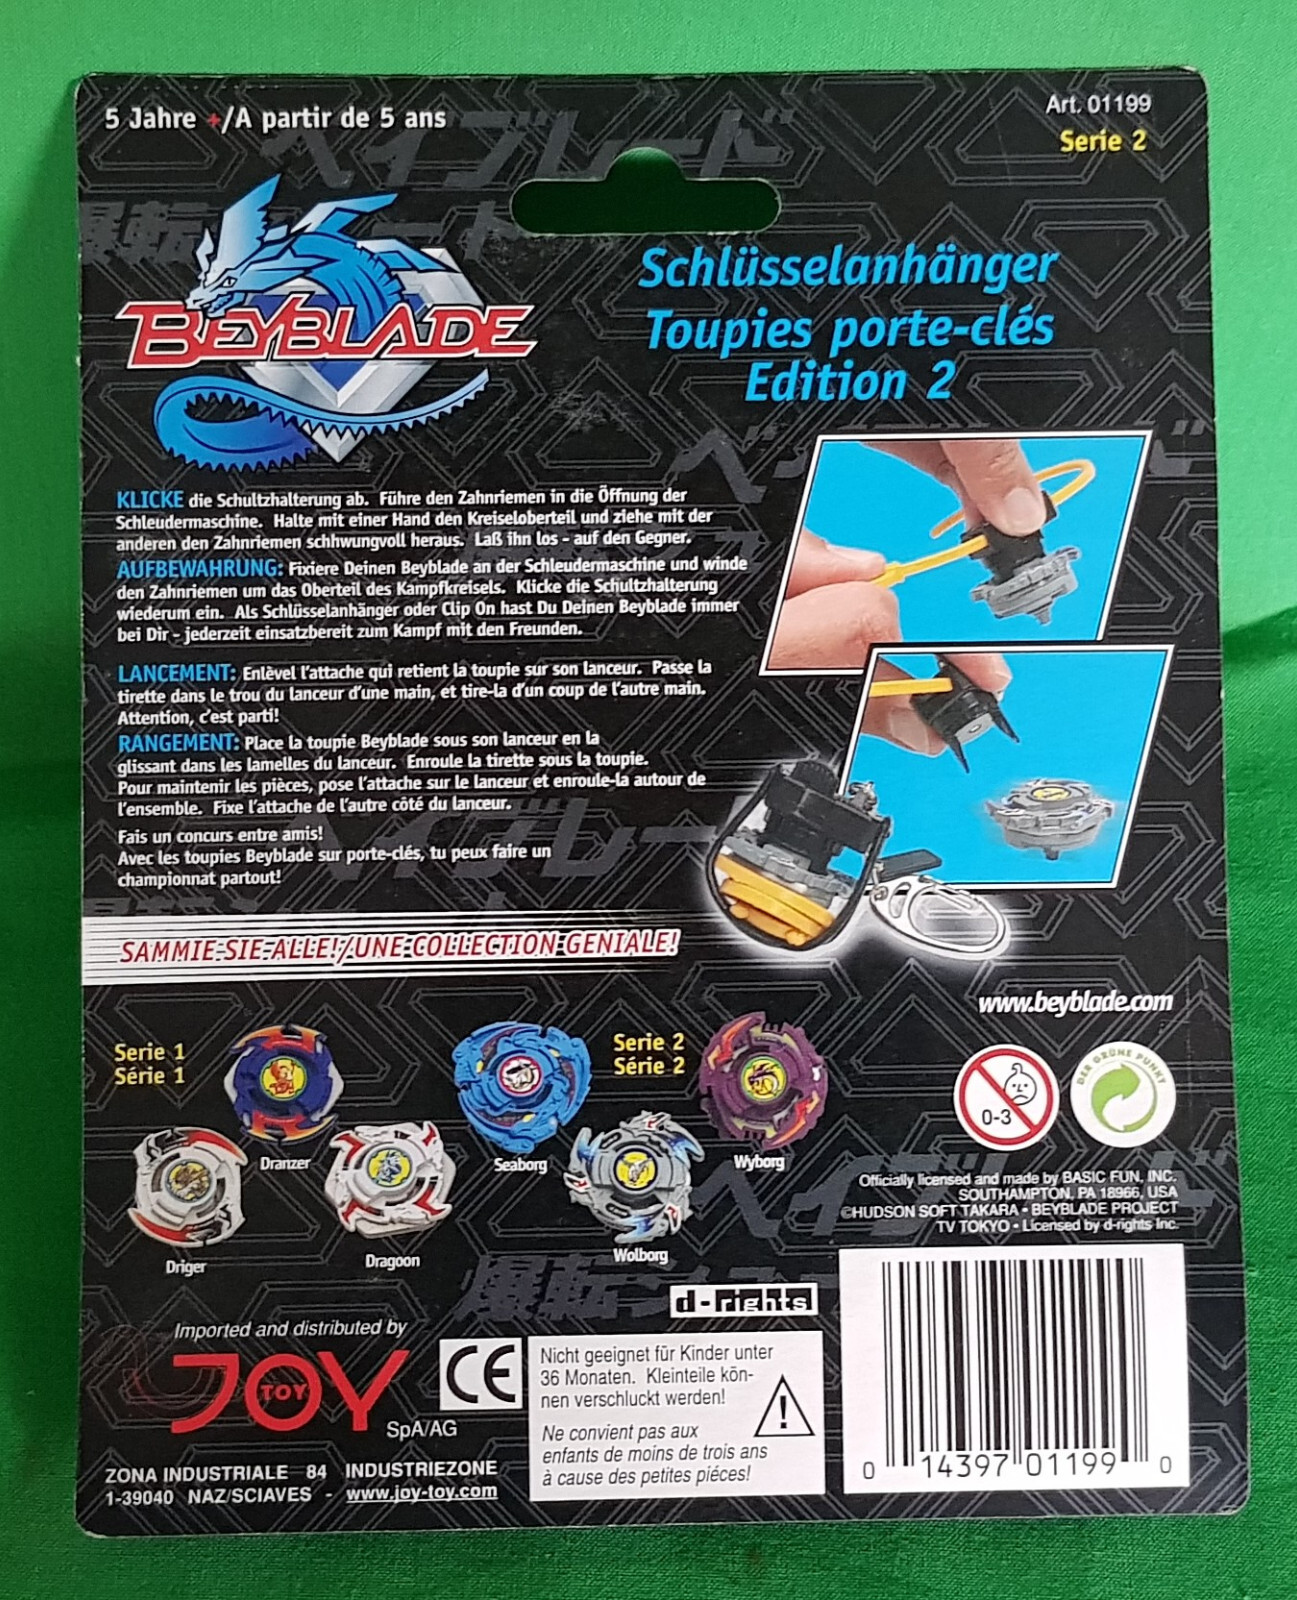 5 Jahre +/A partir de 5 ans
Art. 01199
Serie 2
BEYBLADE
Schlüsselanhänger
Toupies porte-clés
Edition 2
KLICKE die Schultzhalterung ab. Führe den Zahnriemen in die Öffnung der
Schleudermaschine. Halte mit einer Hand den Kreiseloberteil und ziehe mit der
anderen den Zahnriemen schhwungvoll heraus. Laß ihn los - auf den Gegner.
AUFBEWAHRUNG: Fixiere Deinen Beyblade an der Schleudermaschine und winde
den Zahnriemen um das Oberteil des Kampfkreisels. Klicke die Schultzhalterung
wiederum ein. Als Schlüsselanhänger oder Clip On hast Du Deinen Beyblade immer
bei Dir - jederzeit einsatzbereit zum Kampf mit den Freunden.
LANCEMENT: Enlèvel l'attache qui retient la toupie sur son lanceur. Passe la
tirette dans le trou du lanceur d'une main, et tire-la d'un coup de l'autre main.
Attention, c'est parti!
RANGEMENT: Place la toupie Beyblade sous son lanceur en la
glissant dans les lamelles du lanceur. Enroule la tirette sous la toupie.
Pour maintenir les pièces, pose l'attache sur le lanceur et enroule-la autour de
l'ensemble. Fixe l'attache de l'autre côté du lanceur.
Fais un concurs entre amis!
Avec les toupies Beyblade sur porte-clés, tu peux faire un
championnat partout!
SAMMIE SIE ALLE!/UNE COLLECTION GENIALE!
www.beyblade.com
Serie 1
Série 1
Serie 2
Série 2
Dranzer
Seaborg
Wyborg
Driger
Dragoon
Wolborg
0-3
DER GRÜNE PUNKT
Officially licensed and made by BASIC FUN, INC.
SOUTHAMPTON, PA 18966, USA
©HUDSON SOFT TAKARA • BEYBLADE PROJECT
TV TOKYO • Licensed by d-rights Inc.
d-rights
Imported and distributed by
JOY
TOY
SpA/AG
CE
ZONA INDUSTRIALE 84 INDUSTRIEZONE
1-39040 NAZ/SCIAVES - www.joy-toy.com
Nicht geeignet für Kinder unter
36 Monaten. Kleinteile kön-
nen verschluckt werden!
Ne convient pas aux
enfants de moins de trois ans
à cause des petites piéces!
!
0 14397 01199 0